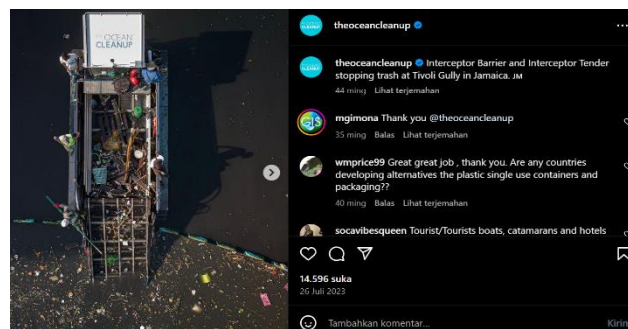 THE OCEAN
CLEANUP
theoceancleanup
theoceancleanup Interceptor Barrier and Interceptor Tender
stopping trash at Tivoli Gully in Jamaica. JM
44 ming Lihat terjemahan
mgimona Thank you @theoceancleanup
35 ming Balas Lihat terjemahan
wmprice99 Great great job , thank you. Are any countries
developing alternatives the plastic single use containers and
packaging??
40 ming Balas Lihat terjemahan
socavibesqueen Tourist/Tourists boats, catamarans and hotels
14.596 suka
26 Juli 2023
Tambahkan komentar...
Kirim